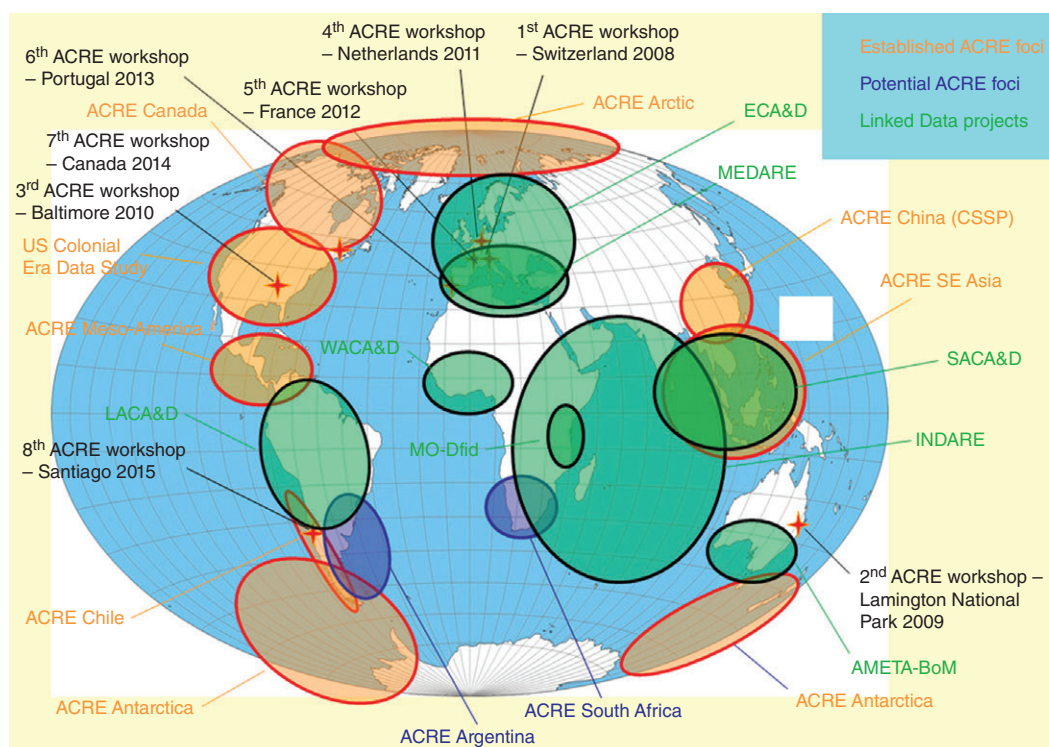 4th ACRE workshop
– Netherlands 2011
1st ACRE workshop
– Switzerland 2008
6th ACRE workshop
– Portugal 2013
5th ACRE workshop
– France 2012
ACRE Canada
7th ACRE workshop
– Canada 2014
3rd ACRE workshop
– Baltimore 2010
US Colonial
Era Data Study
ACRE Meso-America
WACA&D
LACA&D
8th ACRE workshop
– Santiago 2015
MO-Dfid
ACRE Chile
ACRE Antarctica
ACRE Argentina
ACRE South Africa
ACRE Arctic
ECA&D
MEDARE
ACRE China (CSSP)
ACRE SE Asia
SACA&D
INDARE
2nd ACRE workshop –
Lamington National
Park 2009
AMETA-BoM
ACRE Antarctica
Established ACRE foci
Potential ACRE foci
Linked Data projects